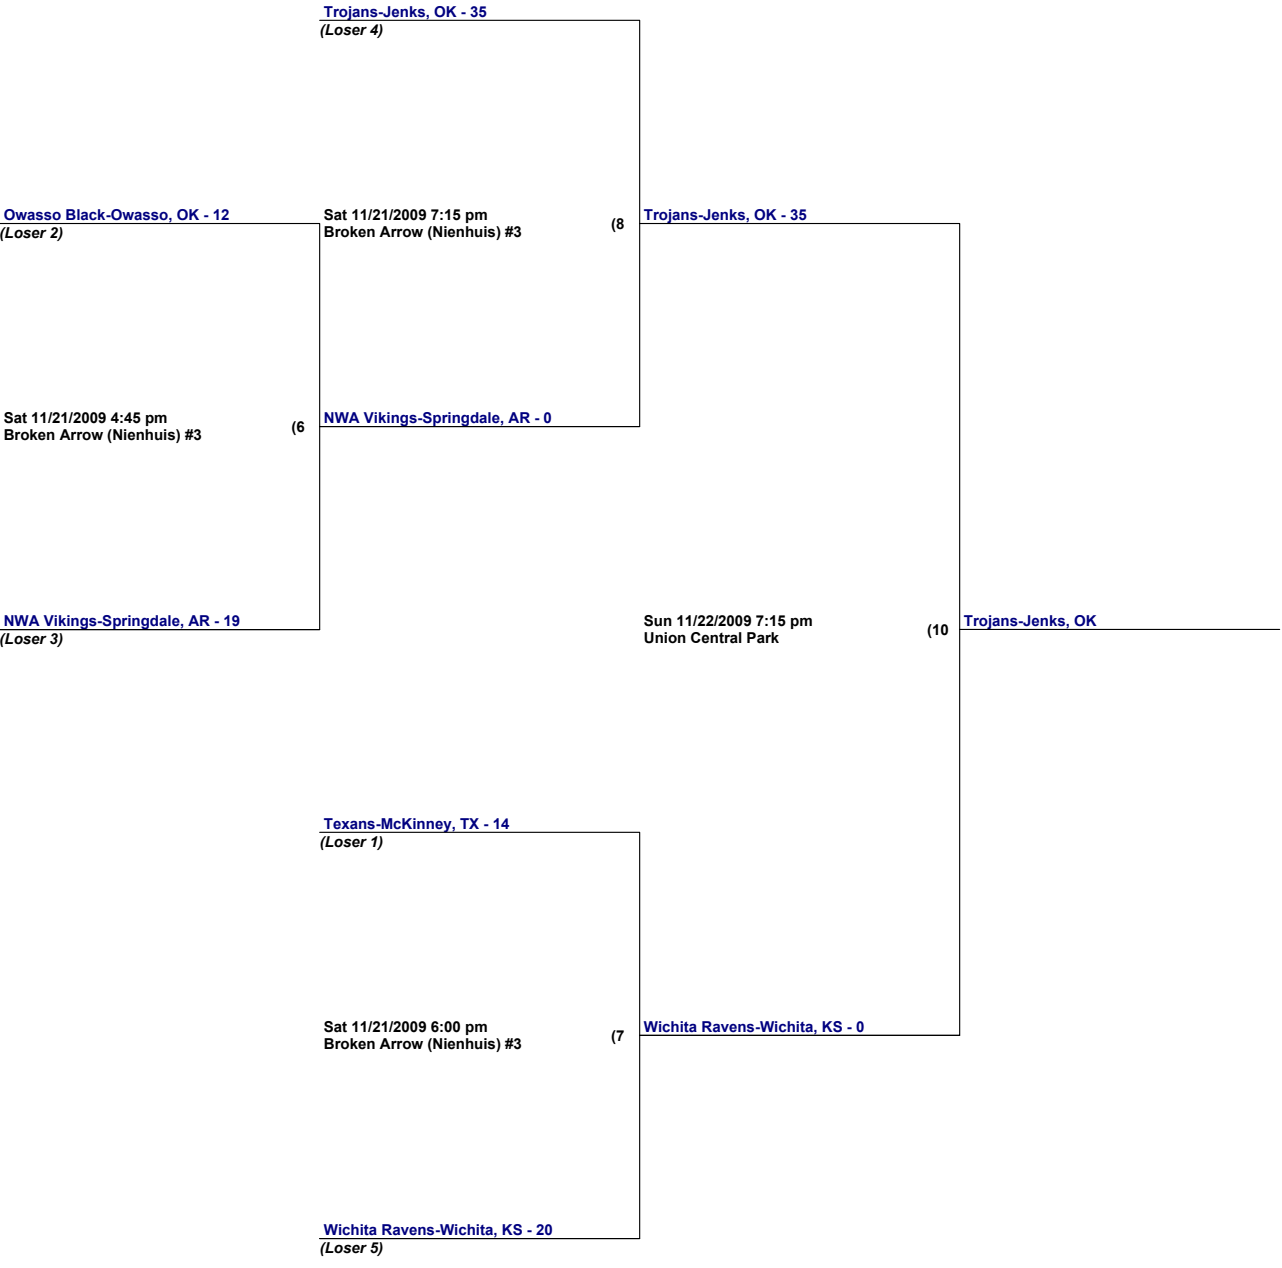 Trojans-Jenks, OK - 35
(Loser 4)
Owasso Black-Owasso, OK - 12
(Loser 2)
Sat 11/21/2009 7:15 pm
Broken Arrow (Nienhuis) #3
(8
Trojans-Jenks, OK - 35
Sat 11/21/2009 4:45 pm
Broken Arrow (Nienhuis) #3
(6
NWA Vikings-Springdale, AR - 0
NWA Vikings-Springdale, AR - 19
(Loser 3)
Sun 11/22/2009 7:15 pm
Union Central Park
(10
Trojans-Jenks, OK
Texans-McKinney, TX - 14
(Loser 1)
Sat 11/21/2009 6:00 pm
Broken Arrow (Nienhuis) #3
(7
Wichita Ravens-Wichita, KS - 0
Wichita Ravens-Wichita, KS - 20
(Loser 5)